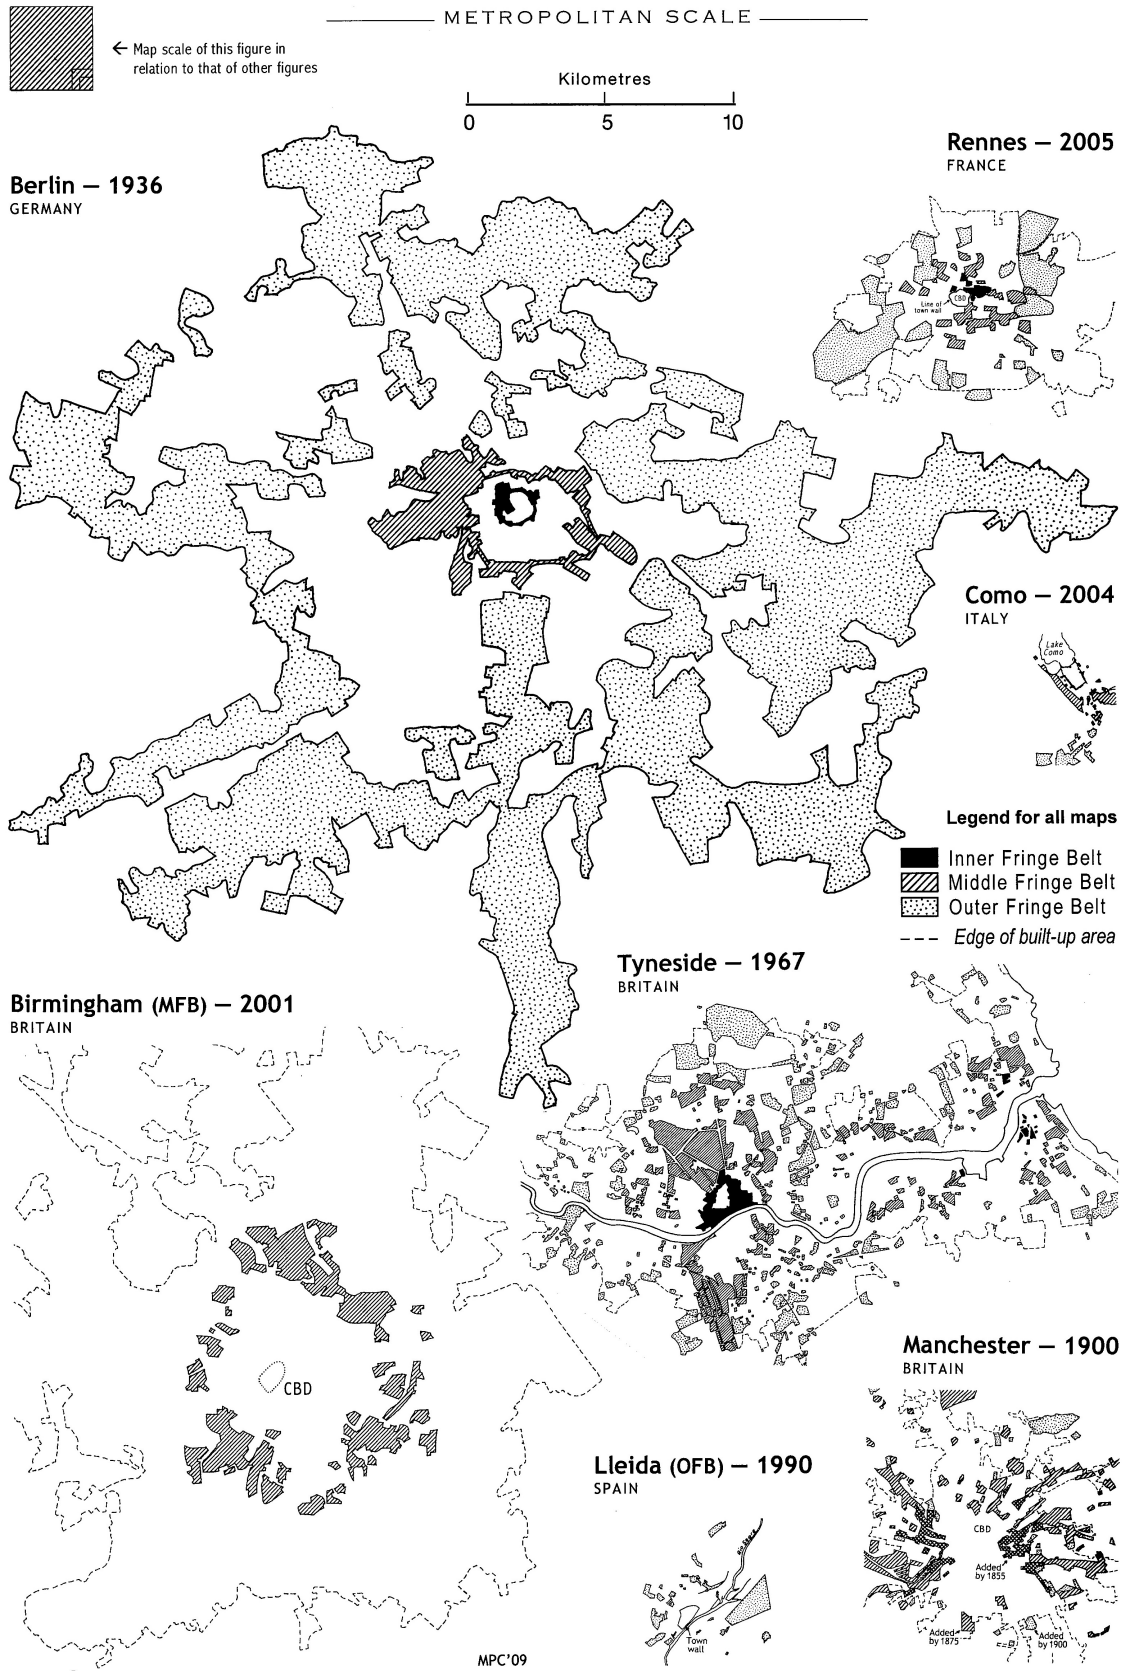 METROPOLITAN SCALE
← Map scale of this figure in
relation to that of other figures
Kilometres
0 5 10
Rennes – 2005
FRANCE
Berlin – 1936
GERMANY
CBD
Line of
town wall
Como – 2004
ITALY
Lake
Como
Legend for all maps
Inner Fringe Belt
Middle Fringe Belt
Outer Fringe Belt
Edge of built-up area
Tyneside – 1967
BRITAIN
Birmingham (MFB) – 2001
BRITAIN
CBD
Manchester – 1900
BRITAIN
CBD
Added
by 1855
Added
by 1875
Added
by 1900
Lleida (OFB) – 1990
SPAIN
Town
wall
MPC'09